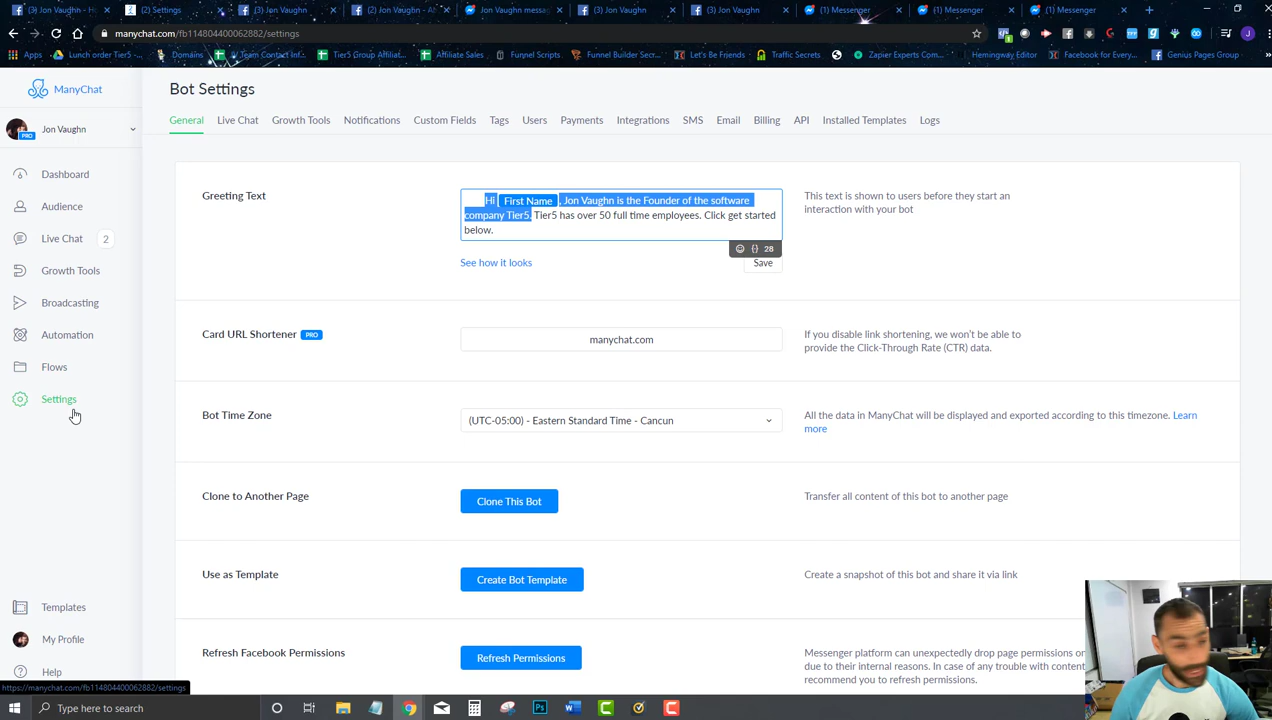 (3) Jon Vaughn - Ho
(2) Settings
(3) Jon Vaughn
(2) Jon Vaughn - A
Jon Vaughn messa
(3) Jon Vaughn
(3) Jon Vaughn
(1) Messenger
(1) Messenger
(1) Messenger
manychat.com/fb114804400062882/settings
Apps
Lunch order Tier5 -
Domains
IV Team Contact Inf...
Tier5 Group Affiliat...
Affiliate Sales
Funnel Scripts
Funnel Builder Secr...
Let's Be Friends
Traffic Secrets
Zapier Experts Com...
Hemingway Editor
Facebook for Every...
Genius Pages Group
ManyChat
Bot Settings
Jon Vaughn
PRO
General
Live Chat
Growth Tools
Notifications
Custom Fields
Tags
Users
Payments
Integrations
SMS
Email
Billing
API
Installed Templates
Logs
Dashboard
Audience
Live Chat 2
Growth Tools
Broadcasting
Automation
Flows
Settings
Templates
My Profile
Help
Greeting Text
Hi First Name , Jon Vaughn is the Founder of the software
company Tier5. Tier5 has over 50 full time employees. Click get started
below.
28
See how it looks
Save
This text is shown to users before they start an
interaction with your bot
Card URL Shortener PRO
manychat.com
If you disable link shortening, we won't be able to
provide the Click-Through Rate (CTR) data.
Bot Time Zone
(UTC-05:00) - Eastern Standard Time - Cancun
All the data in ManyChat will be displayed and exported according to this timezone. Learn
more
Clone to Another Page
Clone This Bot
Transfer all content of this bot to another page
Use as Template
Create Bot Template
Create a snapshot of this bot and share it via link
Refresh Facebook Permissions
Refresh Permissions
Messenger platform can unexpectedly drop page permissions
due to their internal reasons. In case of any trouble with content
recommend you to refresh permissions.
https://manychat.com/fb114804400062882/settings
Type here to search